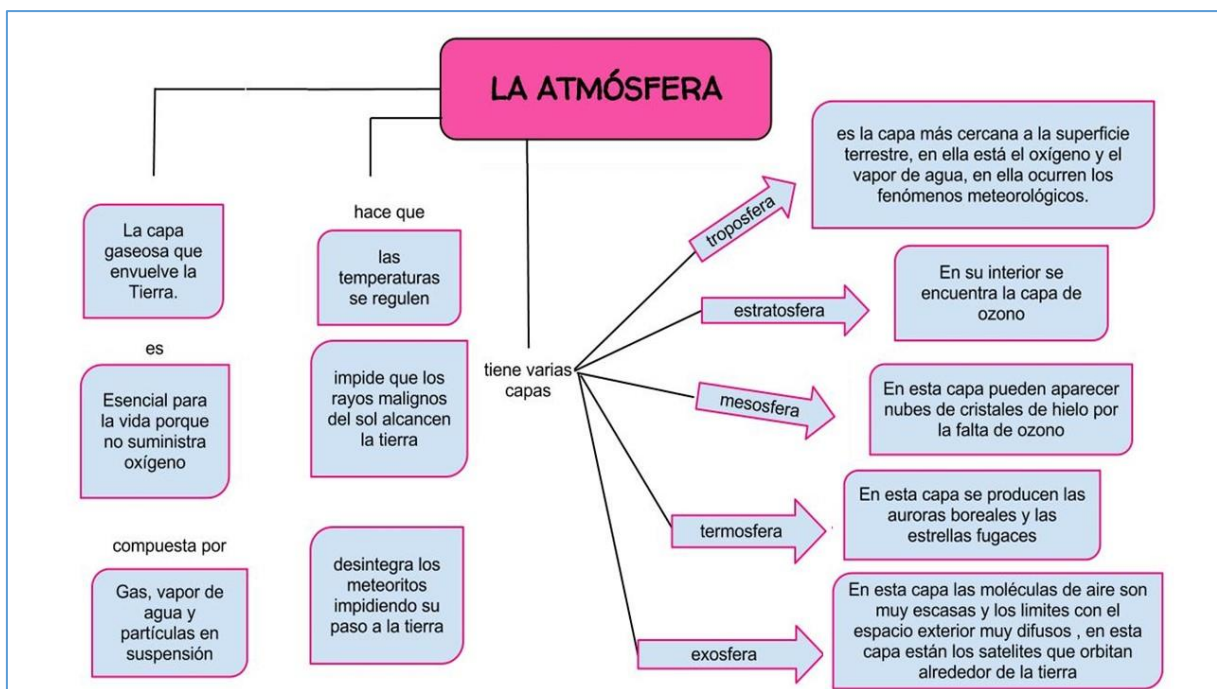 LA ATMÓSFERA
La capa
gaseosa que
envuelve la
Tierra.
es
Esencial para
la vida porque
no suministra
oxígeno
compuesta por
Gas, vapor de
agua y
partículas en
suspensión
hace que
las
temperaturas
se regulen
impide que los
rayos malignos
del sol alcancen
la tierra
desintegra los
meteoritos
impidiendo su
paso a la tierra
tiene varias
capas
troposfera
es la capa más cercana a la superficie
terrestre, en ella está el oxígeno y el
vapor de agua, en ella ocurren los
fenómenos meteorológicos.
estratosfera
En su interior se
encuentra la capa de
ozono
mesosfera
En esta capa pueden aparecer
nubes de cristales de hielo por
la falta de ozono
termosfera
En esta capa se producen las
auroras boreales y las
estrellas fugaces
exosfera
En esta capa las moléculas de aire son
muy escasas y los limites con el
espacio exterior muy difusos , en esta
capa están los satelites que orbitan
alrededor de la tierra